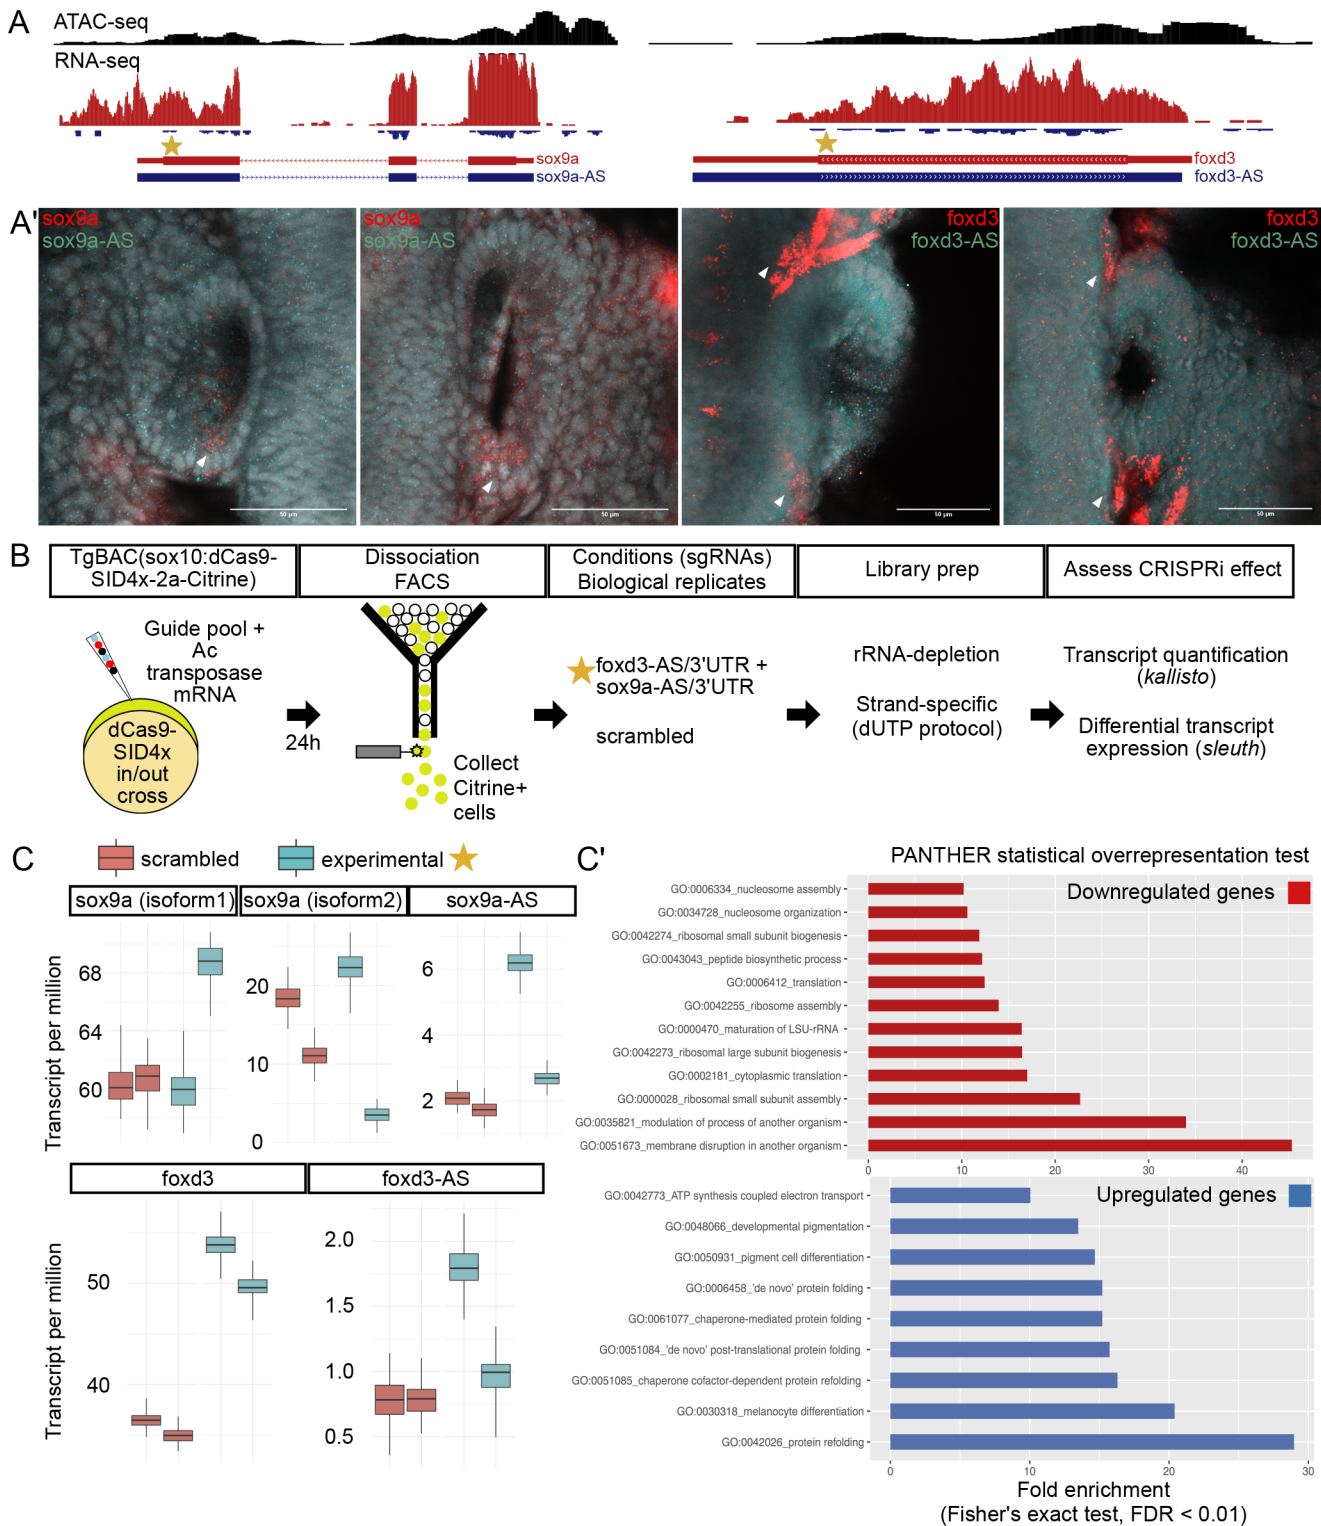 A
ATAC-seq
RNA-seq
sox9a
sox9a-AS
foxd3
foxd3-AS
A'
sox9a
sox9a-AS
50 µm
sox9a
sox9a-AS
50 µm
foxd3
foxd3-AS
50 µm
foxd3
foxd3-AS
50 µm
B
TgBAC(sox10:dCas9-
SID4x-2a-Citrine)
Dissociation
FACS
Conditions (sgRNAs)
Biological replicates
Library prep
Assess CRISPRi effect
Guide pool +
Ac
transposase
mRNA
dCas9-
SID4x
in/out
cross
24h
Collect
Citrine+
cells
foxd3-AS/3'UTR +
sox9a-AS/3'UTR
scrambled
rRNA-depletion
Strand-specific
(dUTP protocol)
Transcript quantification
(kallisto)
Differential transcript
expression (sleuth)
C
scrambled
experimental
sox9a (isoform1)
sox9a (isoform2)
sox9a-AS
Transcript per million
68
64
60
20
10
0
6
4
2
foxd3
foxd3-AS
Transcript per million
50
40
2.0
1.5
1.0
0.5
C'
PANTHER statistical overrepresentation test
Downregulated genes
GO:0006334_nucleosome assembly
GO:0034728_nucleosome organization
GO:0042274_ribosomal small subunit biogenesis
GO:0043043_peptide biosynthetic process
GO:0006412_translation
GO:0042255_ribosome assembly
GO:0000470_maturation of LSU-rRNA
GO:0042273_ribosomal large subunit biogenesis
GO:0002181_cytoplasmic translation
GO:0000028_ribosomal small subunit assembly
GO:0035821_modulation of process of another organism
GO:0051673_membrane disruption in another organism
0 10 20 30 40
Upregulated genes
GO:0042773_ATP synthesis coupled electron transport
GO:0048066_developmental pigmentation
GO:0050931_pigment cell differentiation
GO:0006458_'de novo' protein folding
GO:0061077_chaperone-mediated protein folding
GO:0051084_'de novo' post-translational protein folding
GO:0051085_chaperone cofactor-dependent protein refolding
GO:0030318_melanocyte differentiation
GO:0042026_protein refolding
0 10 20 30
Fold enrichment
(Fisher's exact test, FDR < 0.01)